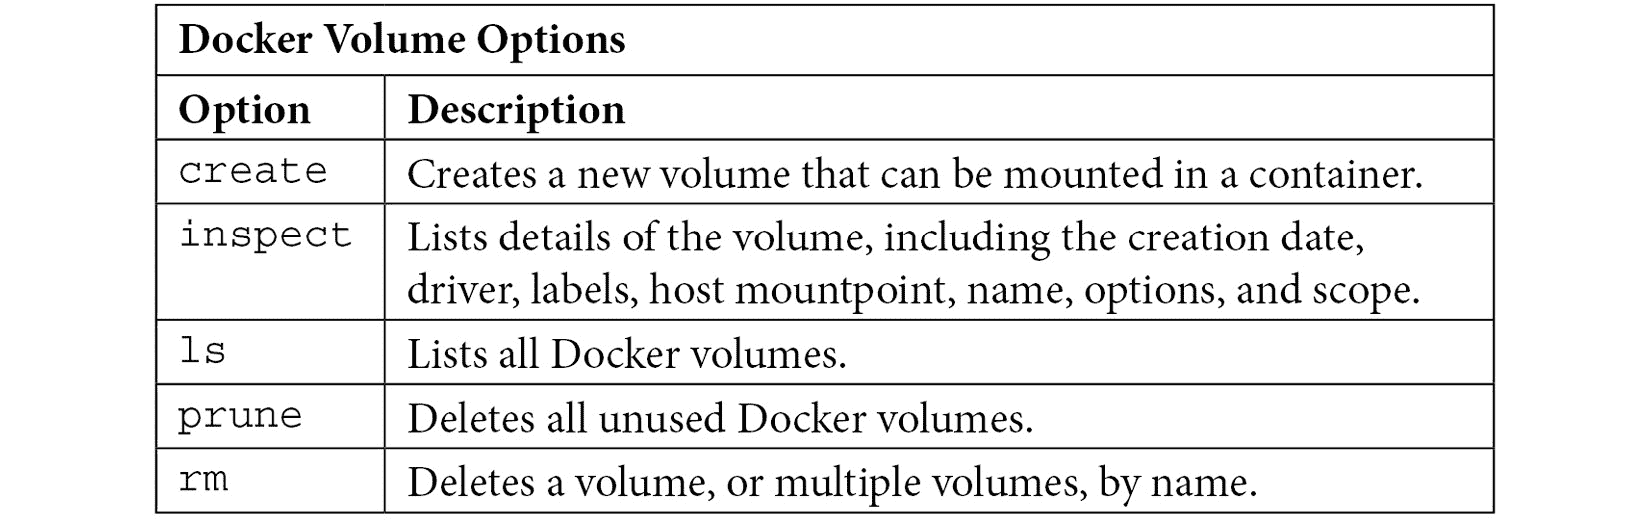 Docker Volume Options
Option Description
create Creates a new volume that can be mounted in a container.
inspect Lists details of the volume, including the creation date,
driver, labels, host mountpoint, name, options, and scope.
ls Lists all Docker volumes.
prune Deletes all unused Docker volumes.
rm Deletes a volume, or multiple volumes, by name.